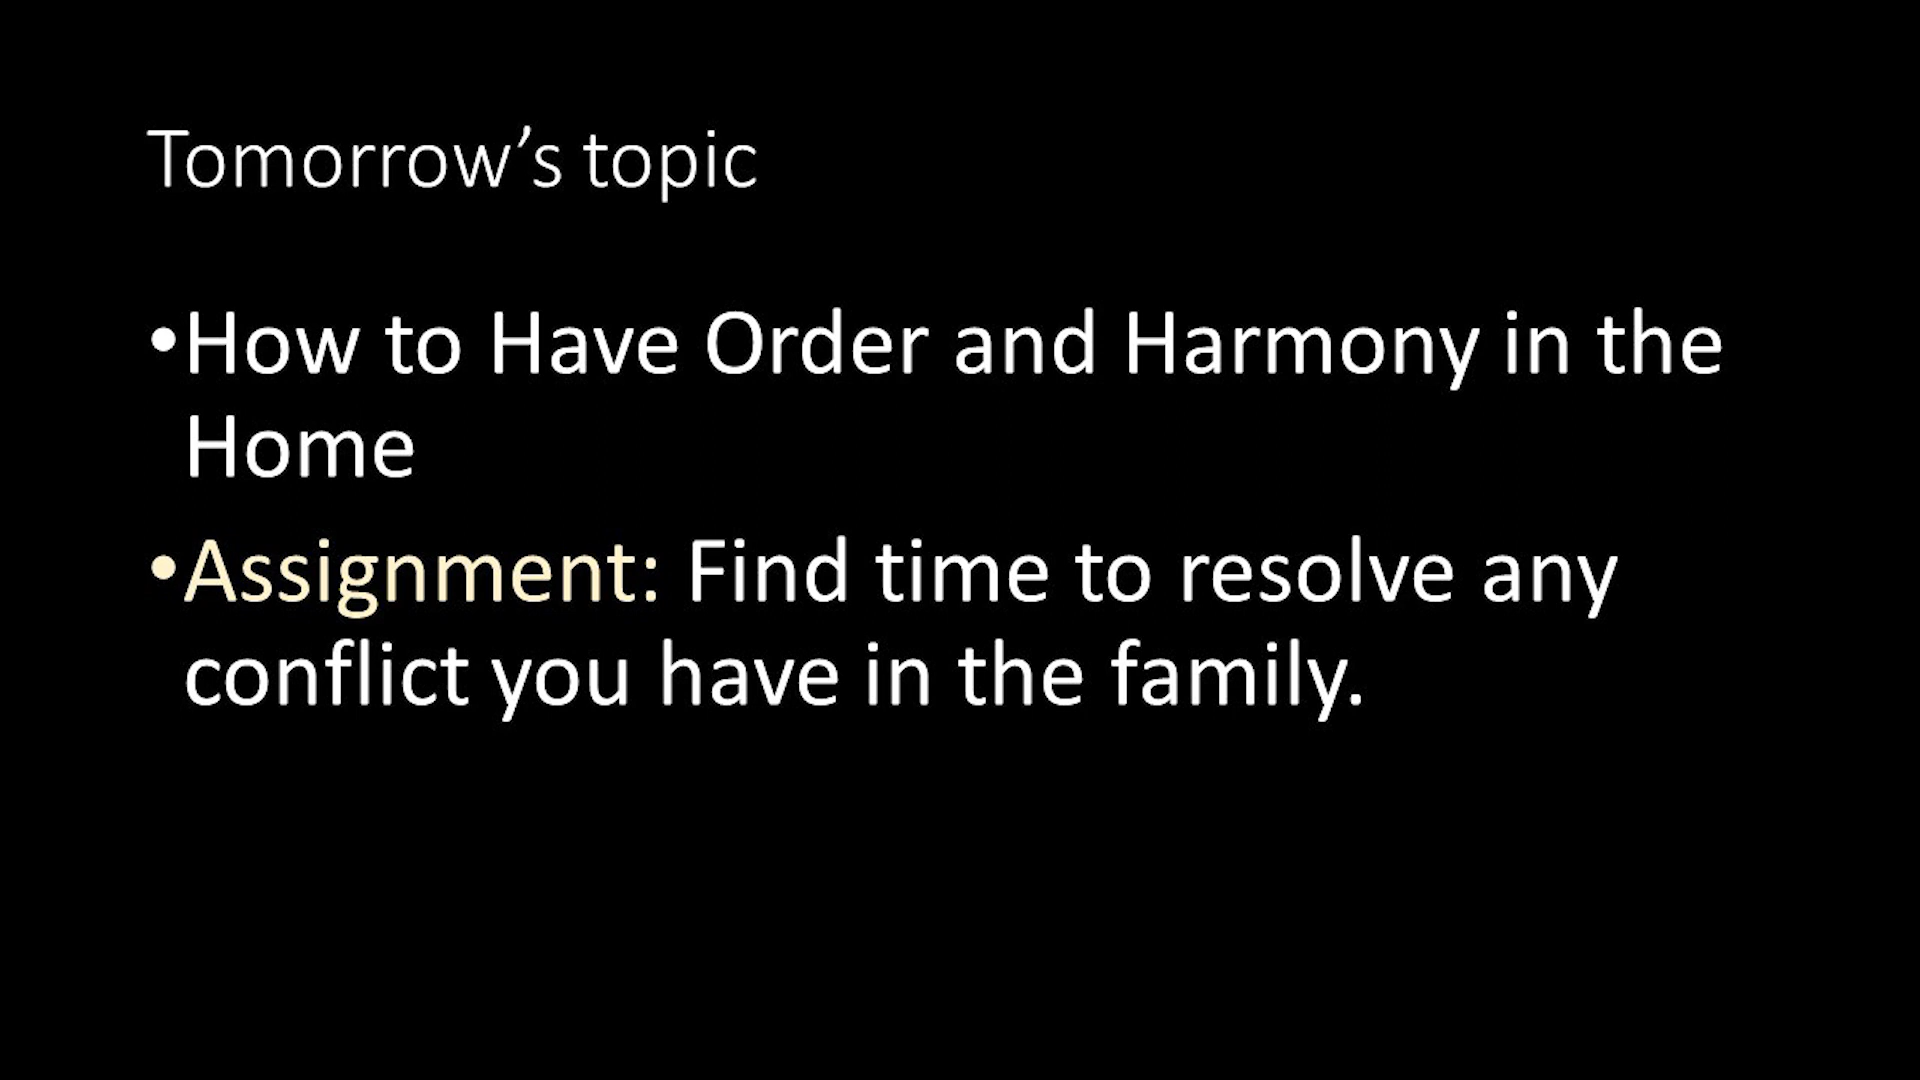 Tomorrow’s topic
•How to Have Order and Harmony in the
Home
•Assignment: Find time to resolve any
conflict you have in the family.